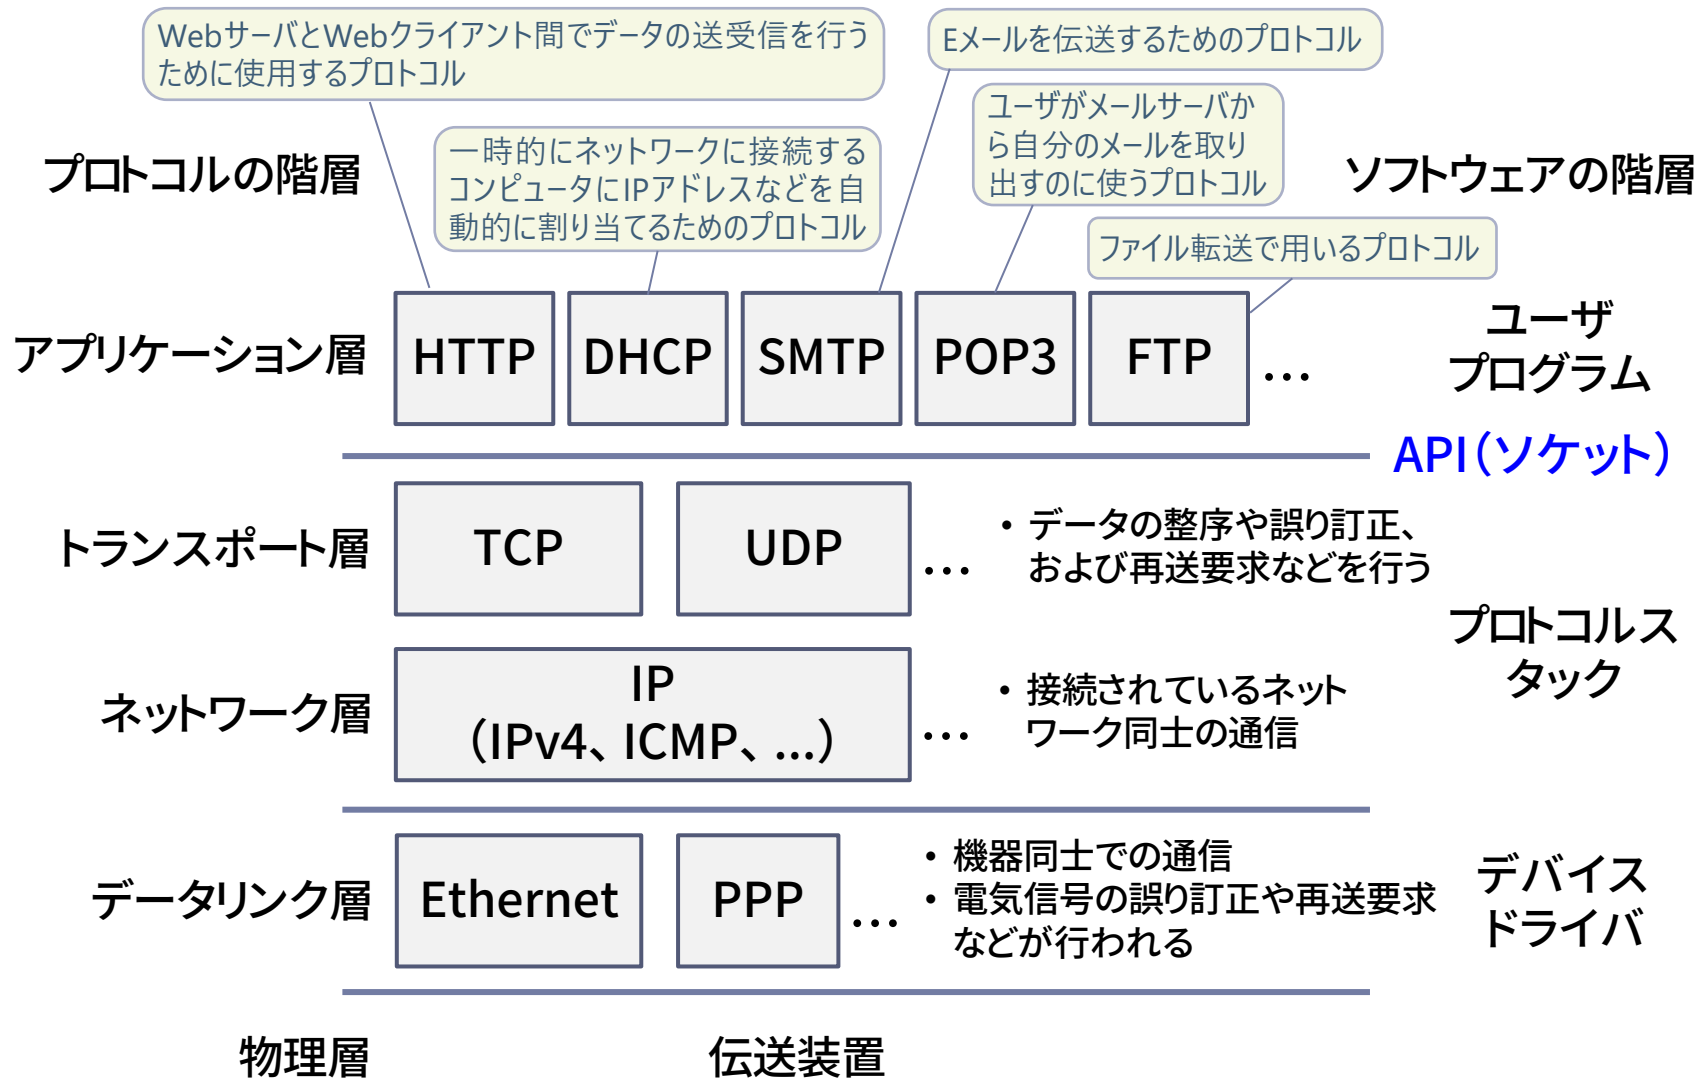 Webサーバとwebクライアント間でデータの送受信を行う
ために使用するプロトコル
Eメールを伝送するためのプロトコル
ユーザがメールサーバか
ら自分のメールを取り
出すのに使うプロトコル
一時的にネットワークに接続する
コンピュータにIPアドレスなどを自
動的に割り当てるためのプロトコル
プロトコルの階層
ソフトウェアの階層
ファイル転送で用いるプロトコル
アプリケーション層
HTTP
DHCP
SMTP
POP3
FTP
…
ユーザ
プログラム
API（ソケット）
トランスポート層
TCP
UDP
…
・データの整序や誤り訂正、
および再送要求などを行う
プロトコルス
タック
ネットワーク層
IP
（IPv4、ICMP、...）
…
・接続されているネット
ワーク同士の通信
データリンク層
Ethernet
PPP
…
・機器同士での通信
・電気信号の誤り訂正や再送要求
などが行われる
デバイス
ドライバ
物理層
伝送装置